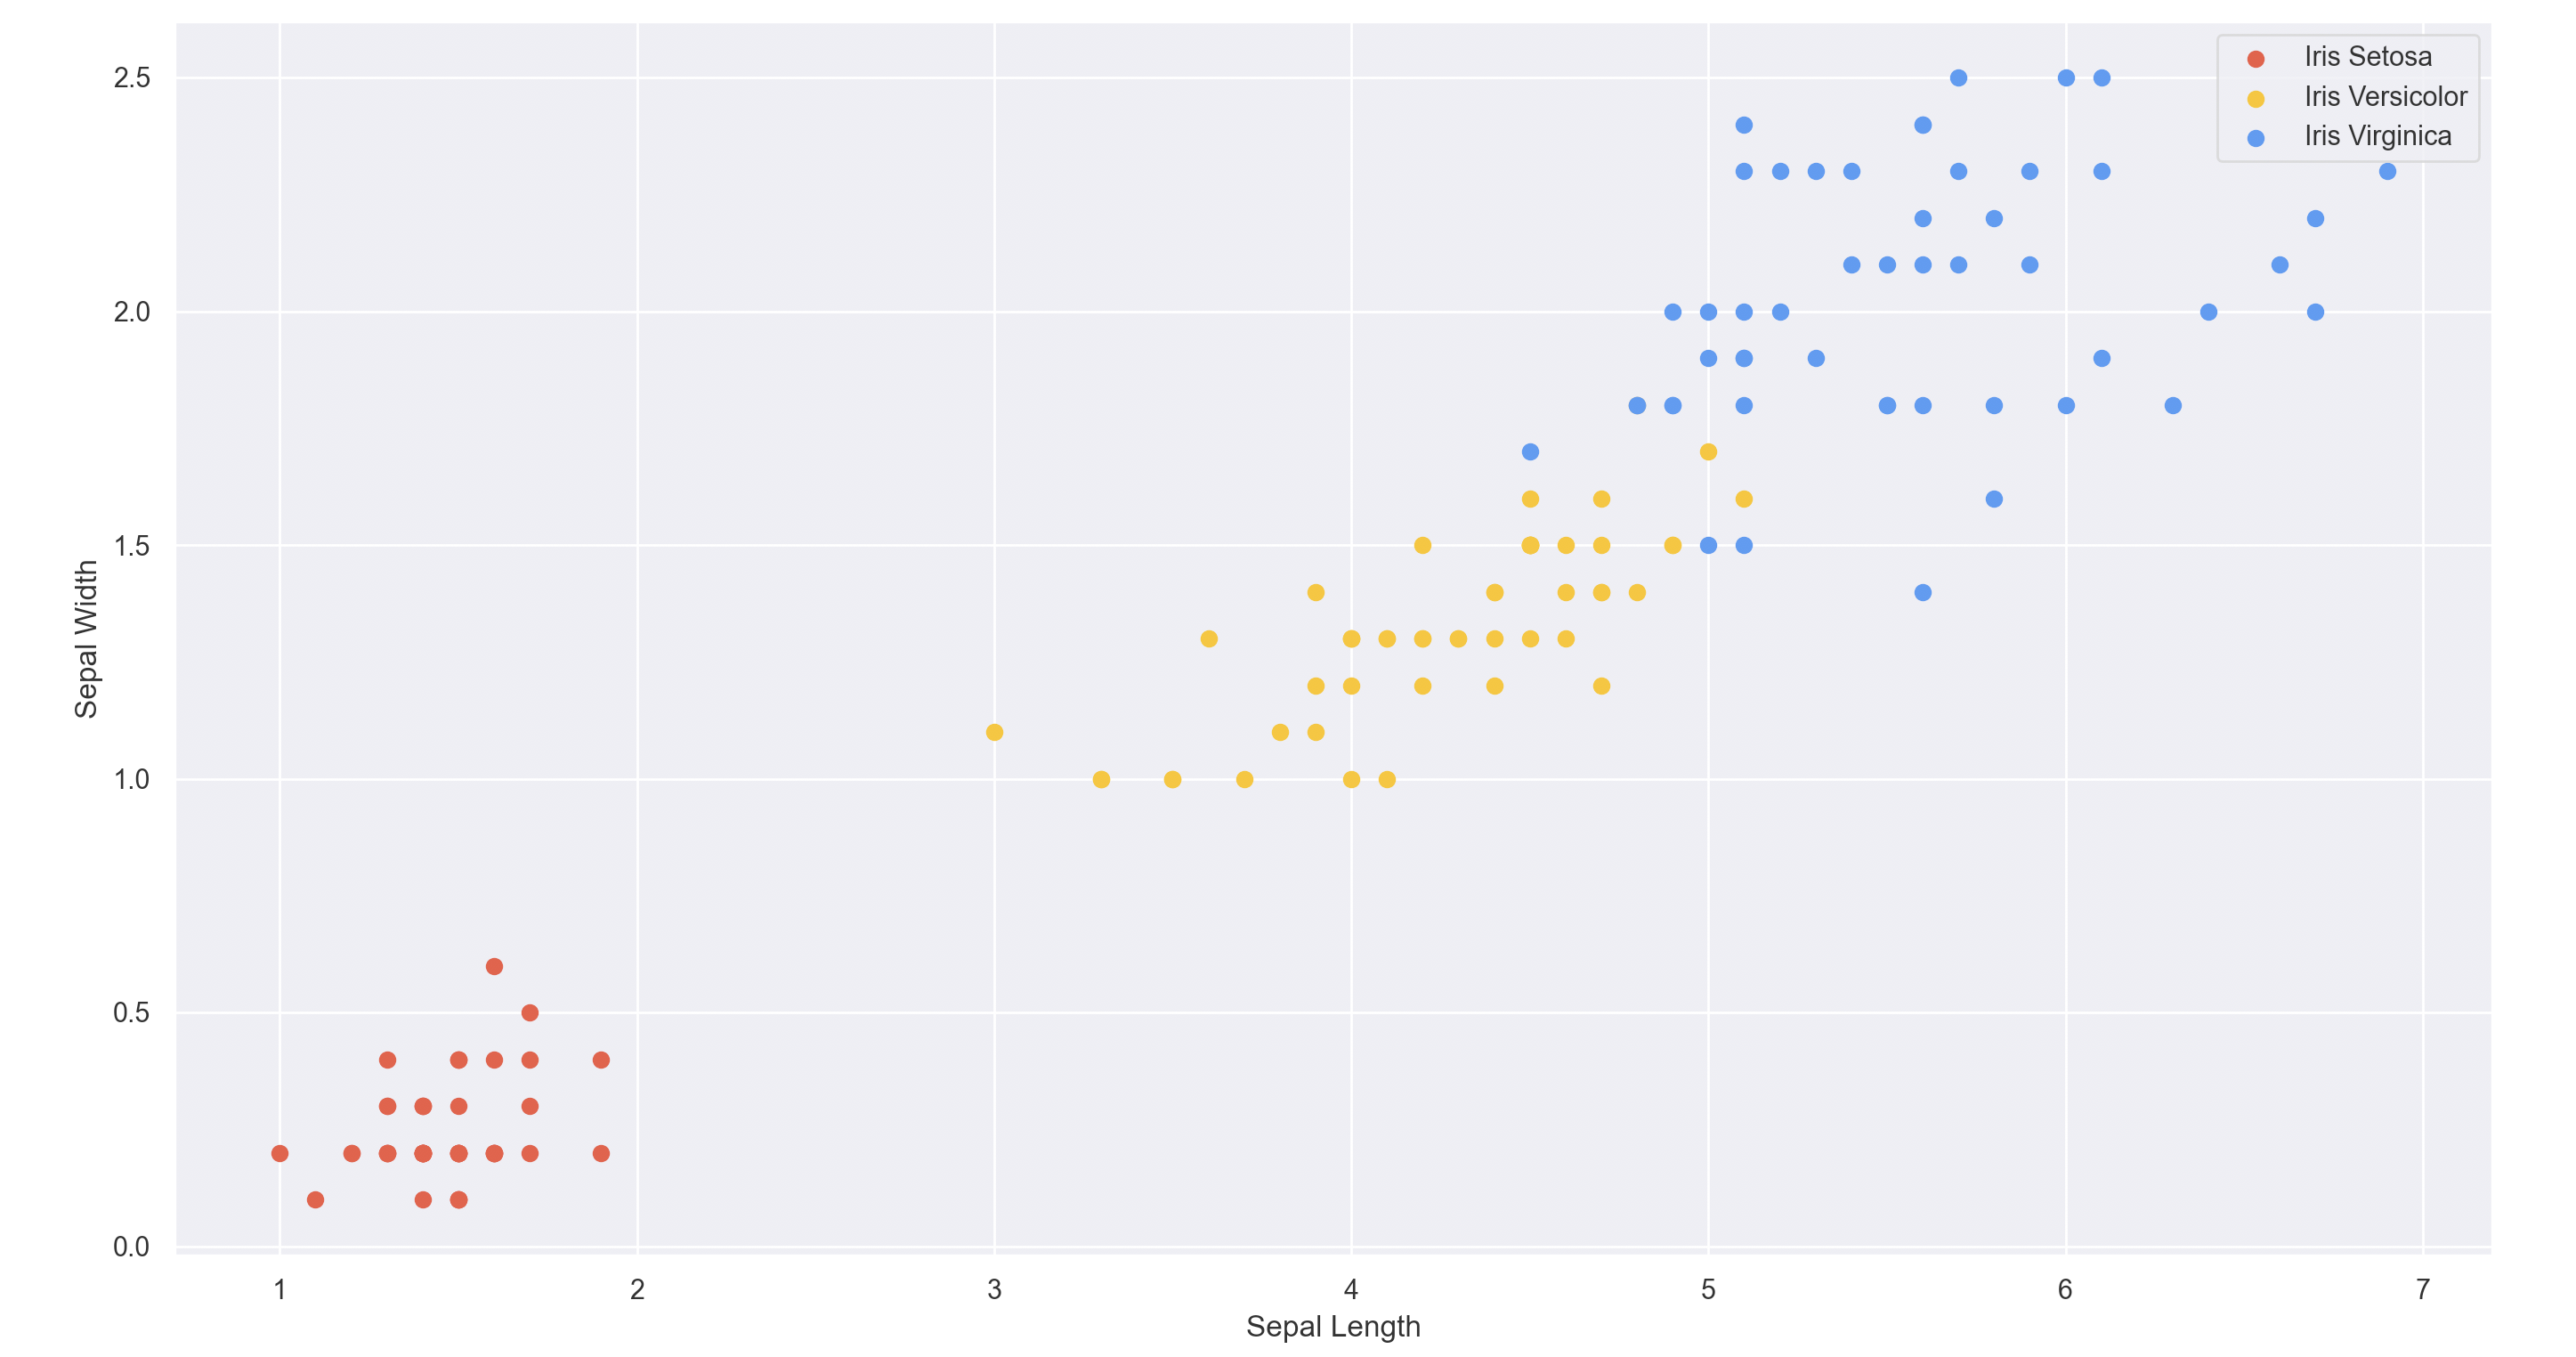 Iris Setosa
Iris Versicolor
Iris Virginica
2.5
2.0
1.5
1.0
0.5
0.0
Sepal Width
1 2 3 4 5 6 7
Sepal Length